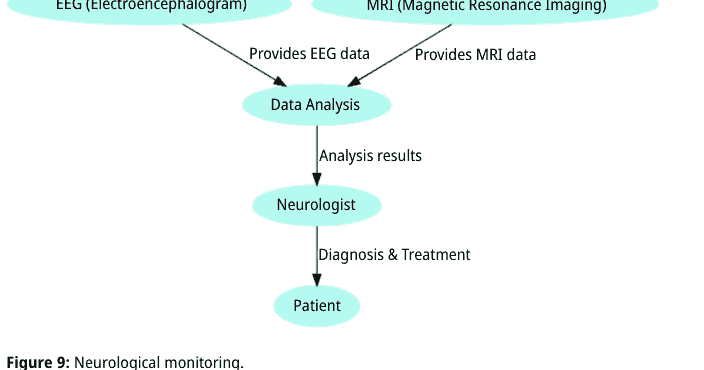 EEG (Electroencephalogram)
MRI (Magnetic Resonance Imaging)
Provides EEG data
Provides MRI data
Data Analysis
Analysis results
Neurologist
Diagnosis & Treatment
Patient
Figure 9: Neurological monitoring.